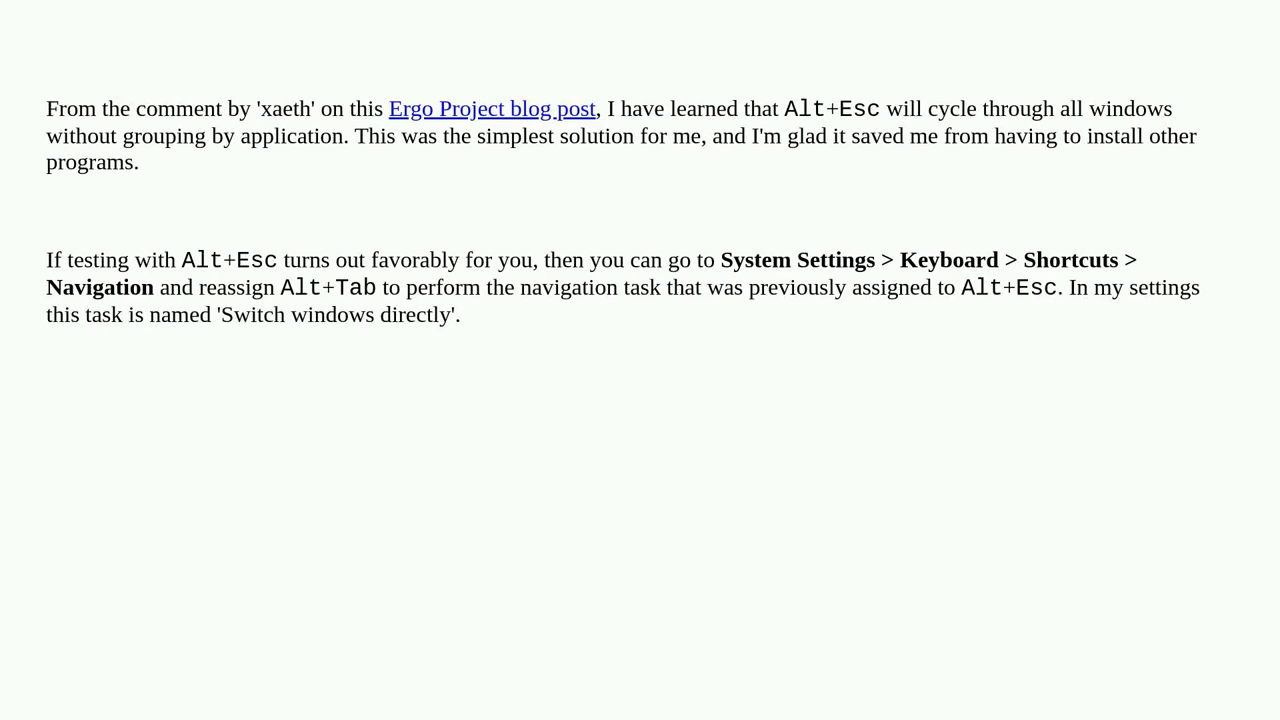 From the comment by 'xaeth' on this Ergo Project blog post, I have learned that Alt+Esc will cycle through all windows
without grouping by application. This was the simplest solution for me, and I'm glad it saved me from having to install other
programs.
If testing with Alt+Esc turns out favorably for you, then you can go to System Settings > Keyboard > Shortcuts >
Navigation and reassign Alt+Tab to perform the navigation task that was previously assigned to Alt+Esc. In my settings
this task is named 'Switch windows directly'.